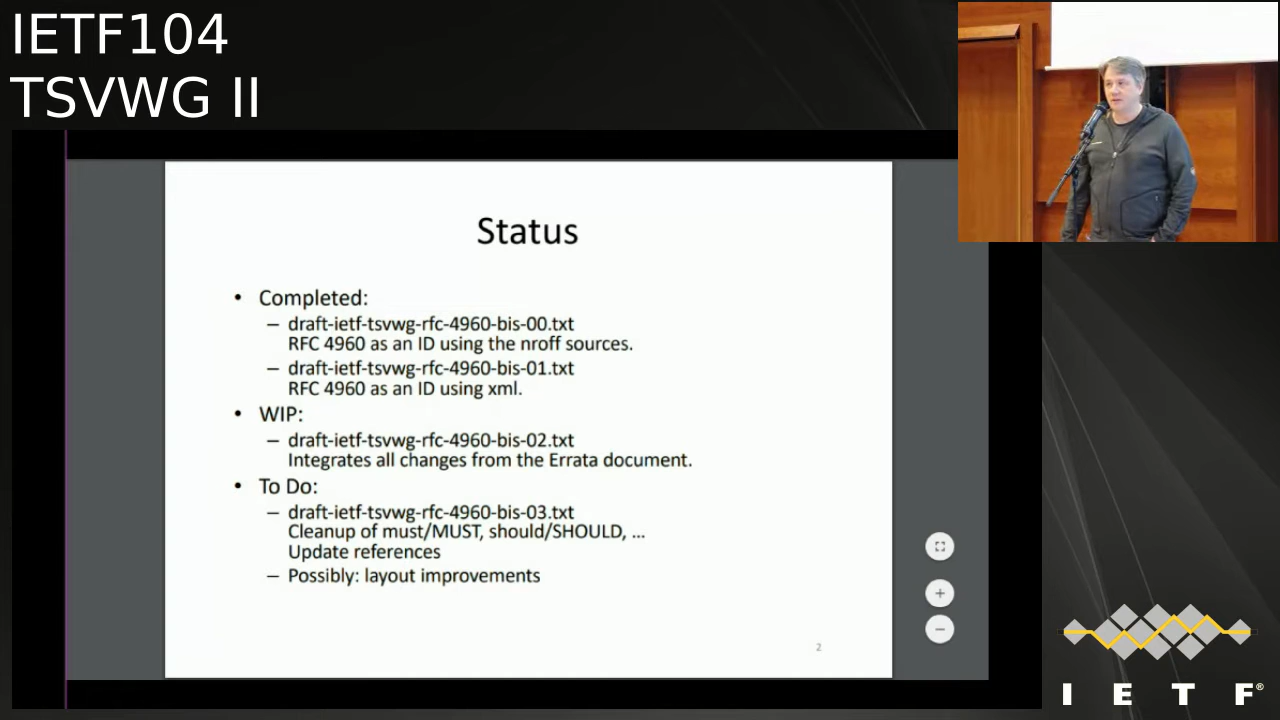 IETF104
TSVWG II
Status
• Completed:
– draft-ietf-tsvwg-rfc-4960-bis-00.txt
RFC 4960 as an ID using the nroff sources.
– draft-ietf-tsvwg-rfc-4960-bis-01.txt
RFC 4960 as an ID using xml.
• WIP:
– draft-ietf-tsvwg-rfc-4960-bis-02.txt
Integrates all changes from the Errata document.
• To Do:
– draft-ietf-tsvwg-rfc-4960-bis-03.txt
Cleanup of must/MUST, should/SHOULD, ...
Update references
– Possibly: layout improvements
2
I E T F®